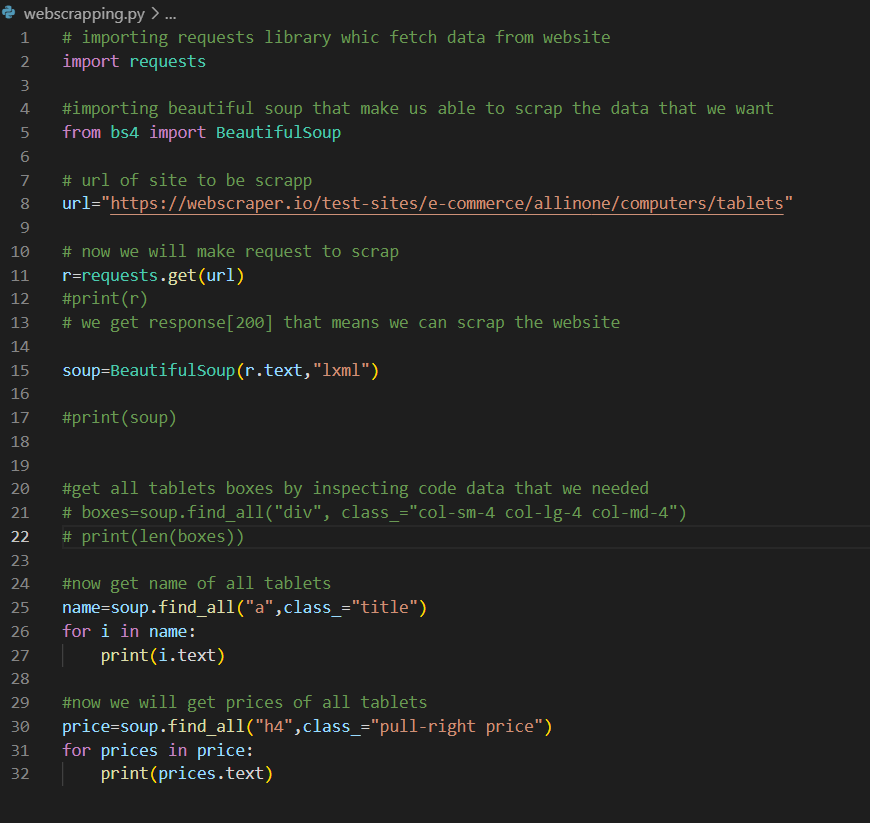 webscrapping.py > ...
1 # importing requests library whic fetch data from website
2 import requests
3
4 #importing beautiful soup that make us able to scrap the data that we want
5 from bs4 import BeautifulSoup
6
7 # url of site to be scrapp
8 url="https://webscraper.io/test-sites/e-commerce/allinone/computers/tablets"
9
10 # now we will make request to scrap
11 r=requests.get(url)
12 #print(r)
13 # we get response[200] that means we can scrap the website
14
15 soup=BeautifulSoup(r.text,"lxml")
16
17 #print(soup)
18
19
20 #get all tablets boxes by inspecting code data that we needed
21 # boxes=soup.find_all("div", class_="col-sm-4 col-lg-4 col-md-4")
22 # print(len(boxes))
23
24 #now get name of all tablets
25 name=soup.find_all("a",class_="title")
26 for i in name:
27     print(i.text)
28
29 #now we will get prices of all tablets
30 price=soup.find_all("h4",class_="pull-right price")
31 for prices in price:
32     print(prices.text)